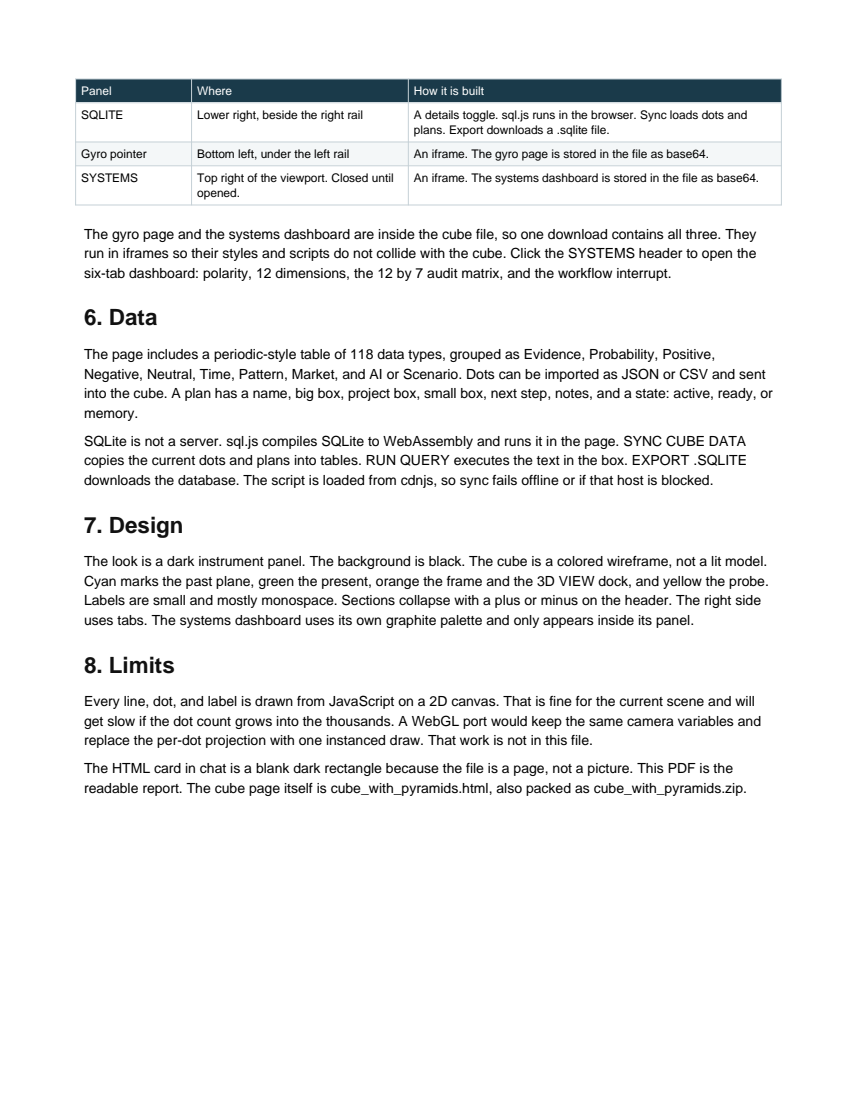 Panel Where How it is built
SQLITE Lower right, beside the right rail A details toggle. sql.js runs in the browser. Sync loads dots and
plans. Export downloads a .sqlite file.
Gyro pointer Bottom left, under the left rail An iframe. The gyro page is stored in the file as base64.
SYSTEMS Top right of the viewport. Closed until An iframe. The systems dashboard is stored in the file as base64.
opened.
The gyro page and the systems dashboard are inside the cube file, so one download contains all three. They
run in iframes so their styles and scripts do not collide with the cube. Click the SYSTEMS header to open the
six-tab dashboard: polarity, 12 dimensions, the 12 by 7 audit matrix, and the workflow interrupt.
6. Data
The page includes a periodic-style table of 118 data types, grouped as Evidence, Probability, Positive,
Negative, Neutral, Time, Pattern, Market, and AI or Scenario. Dots can be imported as JSON or CSV and sent
into the cube. A plan has a name, big box, project box, small box, next step, notes, and a state: active, ready, or
memory.
SQLite is not a server. sql.js compiles SQLite to WebAssembly and runs it in the page. SYNC CUBE DATA
copies the current dots and plans into tables. RUN QUERY executes the text in the box. EXPORT .SQLITE
downloads the database. The script is loaded from cdnjs, so sync fails offline or if that host is blocked.
7. Design
The look is a dark instrument panel. The background is black. The cube is a colored wireframe, not a lit model.
Cyan marks the past plane, green the present, orange the frame and the 3D VIEW dock, and yellow the probe.
Labels are small and mostly monospace. Sections collapse with a plus or minus on the header. The right side
uses tabs. The systems dashboard uses its own graphite palette and only appears inside its panel.
8. Limits
Every line, dot, and label is drawn from JavaScript on a 2D canvas. That is fine for the current scene and will
get slow if the dot count grows into the thousands. A WebGL port would keep the same camera variables and
replace the per-dot projection with one instanced draw. That work is not in this file.
The HTML card in chat is a blank dark rectangle because the file is a page, not a picture. This PDF is the
readable report. The cube page itself is cube_with_pyramids.html, also packed as cube_with_pyramids.zip.